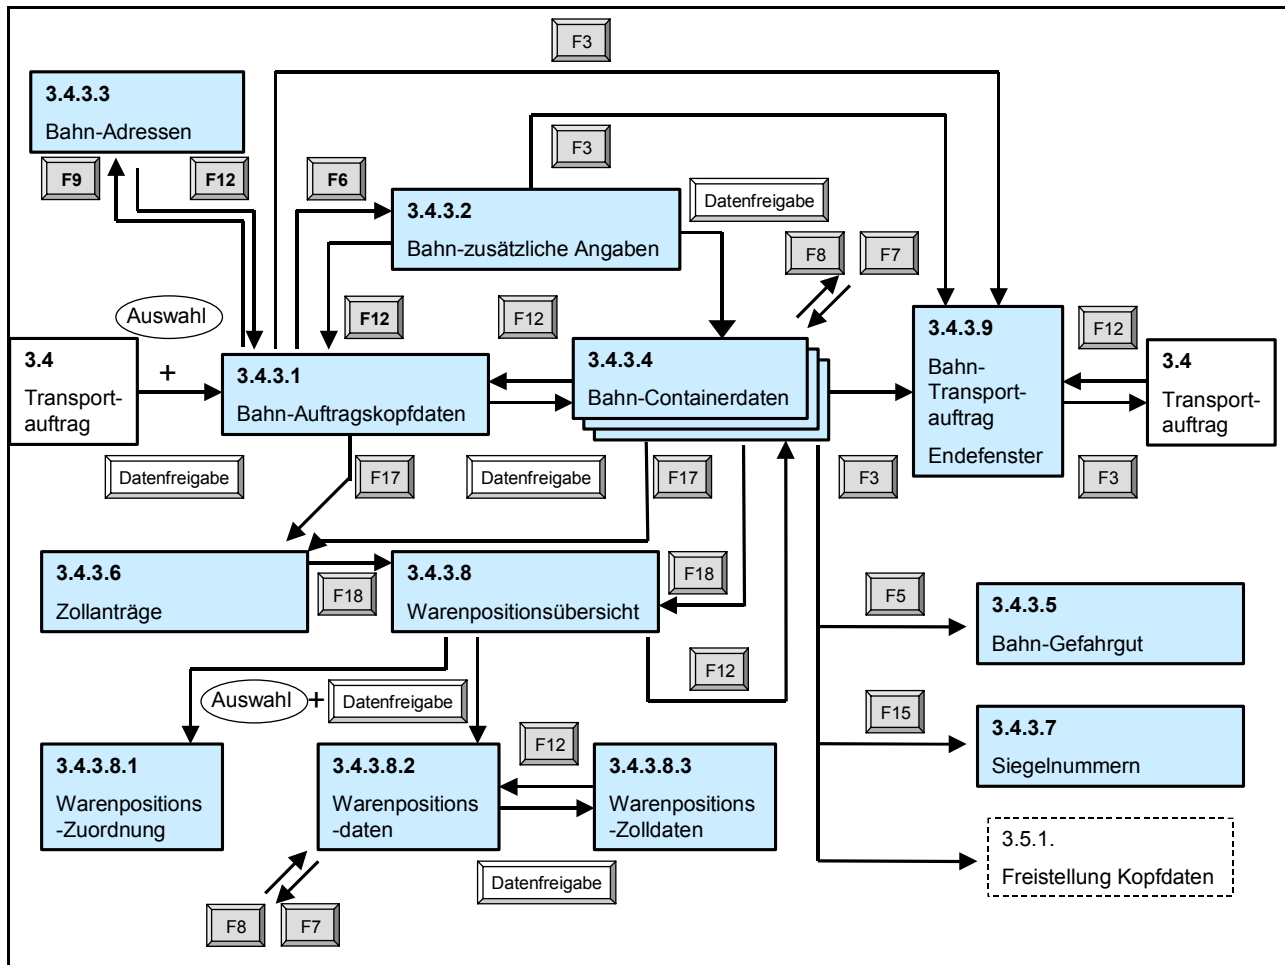 F3
3.4.3.3
Bahn-Adressen
F3
F9
F12
F6
3.4.3.2
Bahn-zusätzliche Angaben
Datenfreigabe
F8
F7
Auswahl
F12
F12
3.4
Transport-
auftrag
+
3.4.3.1
Bahn-Auftragskopfdaten
3.4.3.4
Bahn-Containerdaten
3.4.3.9
Bahn-
Transport-
auftrag
Endefenster
F12
3.4
Transport-
auftrag
Datenfreigabe
F17
Datenfreigabe
F17
F3
F3
3.4.3.6
Zollanträge
F18
3.4.3.8
Warenpositionsübersicht
F18
F5
3.4.3.5
Bahn-Gefahrgut
F12
Auswahl
+
Datenfreigabe
F15
3.4.3.7
Siegelnummern
3.4.3.8.1
Warenpositions
-Zuordnung
3.4.3.8.2
Warenpositions
-daten
F12
3.4.3.8.3
Warenpositions
-Zolldaten
3.5.1.
Freistellung Kopfdaten
Datenfreigabe
F8
F7